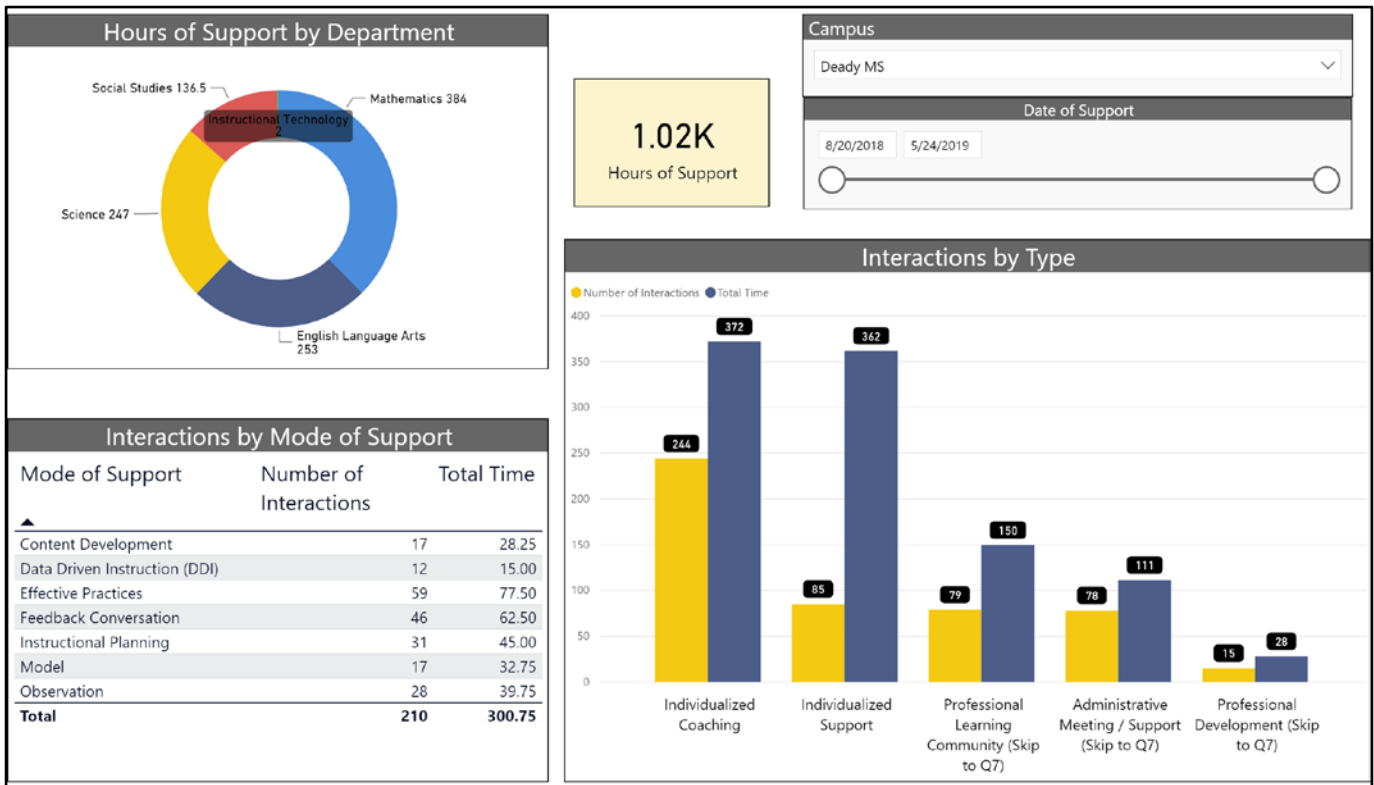 Hours of Support by Department
Social Studies 136.5
Mathematics 384
Instructional Technology
2
Science 247
English Language Arts
253
1.02K
Hours of Support
Campus
Deady MS
Date of Support
8/20/2018 5/24/2019
Interactions by Mode of Support
Mode of Support Number of Total Time
Interactions
Content Development 17 28.25
Data Driven Instruction (DDI) 12 15.00
Effective Practices 59 77.50
Feedback Conversation 46 62.50
Instructional Planning 31 45.00
Model 17 32.75
Observation 28 39.75
Total 210 300.75
Interactions by Type
Number of Interactions Total Time
400
350
300
250
200
150
100
50
0
244
372
85
362
79
150
78
111
15
28
Individualized
Coaching
Individualized
Support
Professional
Learning
Community (Skip
to Q7)
Administrative
Meeting / Support
(Skip to Q7)
Professional
Development (Skip
to Q7)